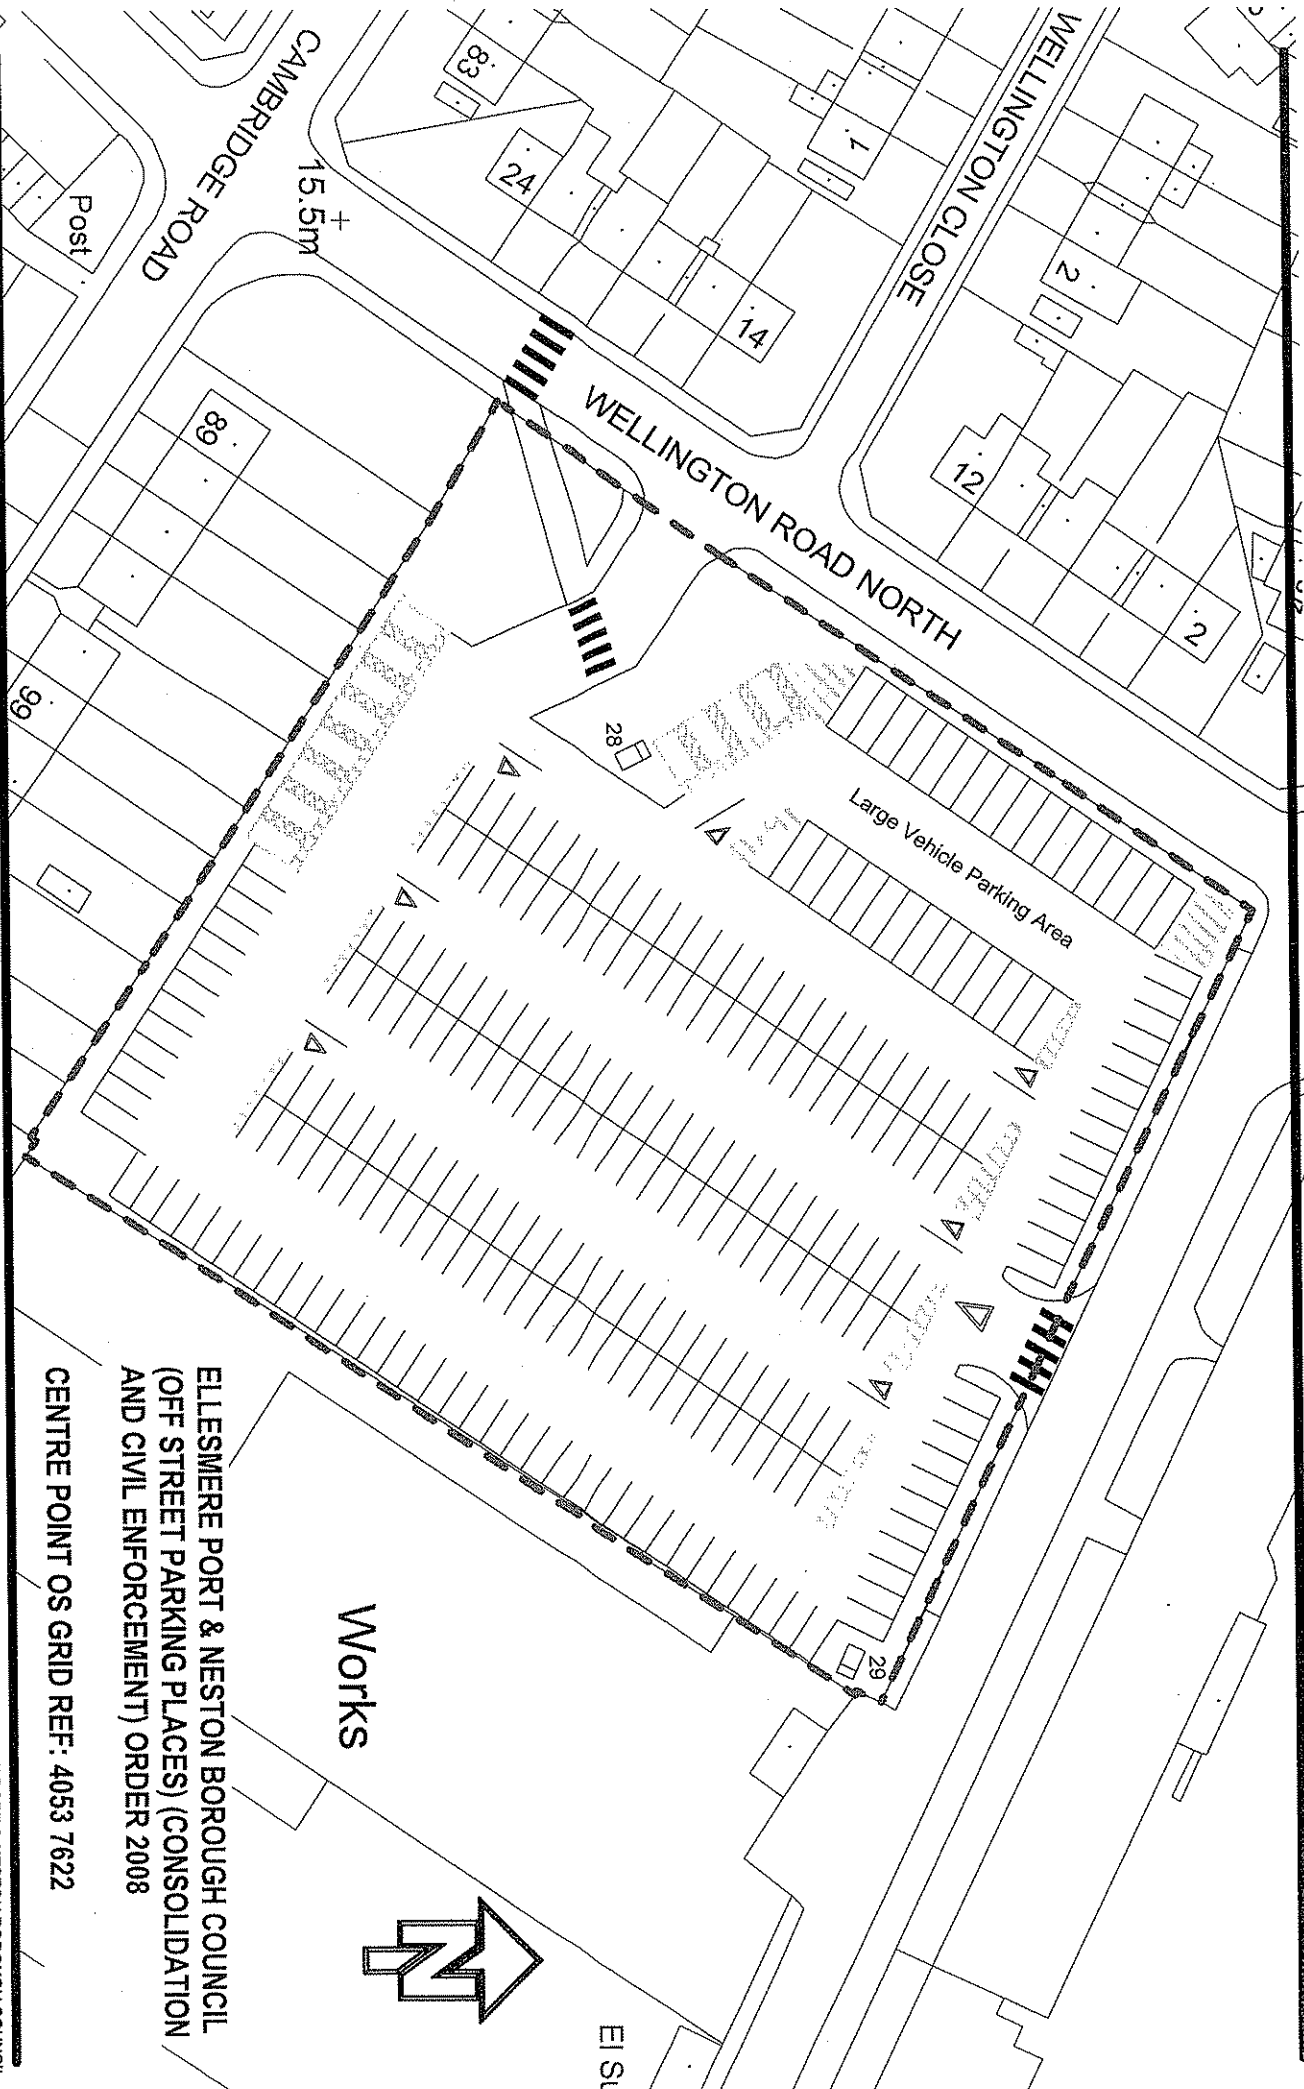 WELLINGTON CLOSE
CAMBRIDGE ROAD
83
24
1
2
14
12
2
15.5m
Post
WELLINGTON ROAD NORTH
89
99
28
Large Vehicle Parking Area
29
Works
El Su
N
ELLESMERE PORT & NESTON BOROUGH COUNCIL
(OFF STREET PARKING PLACES) (CONSOLIDATION
AND CIVIL ENFORCEMENT) ORDER 2008
CENTRE POINT OS GRID REF: 4053 7622